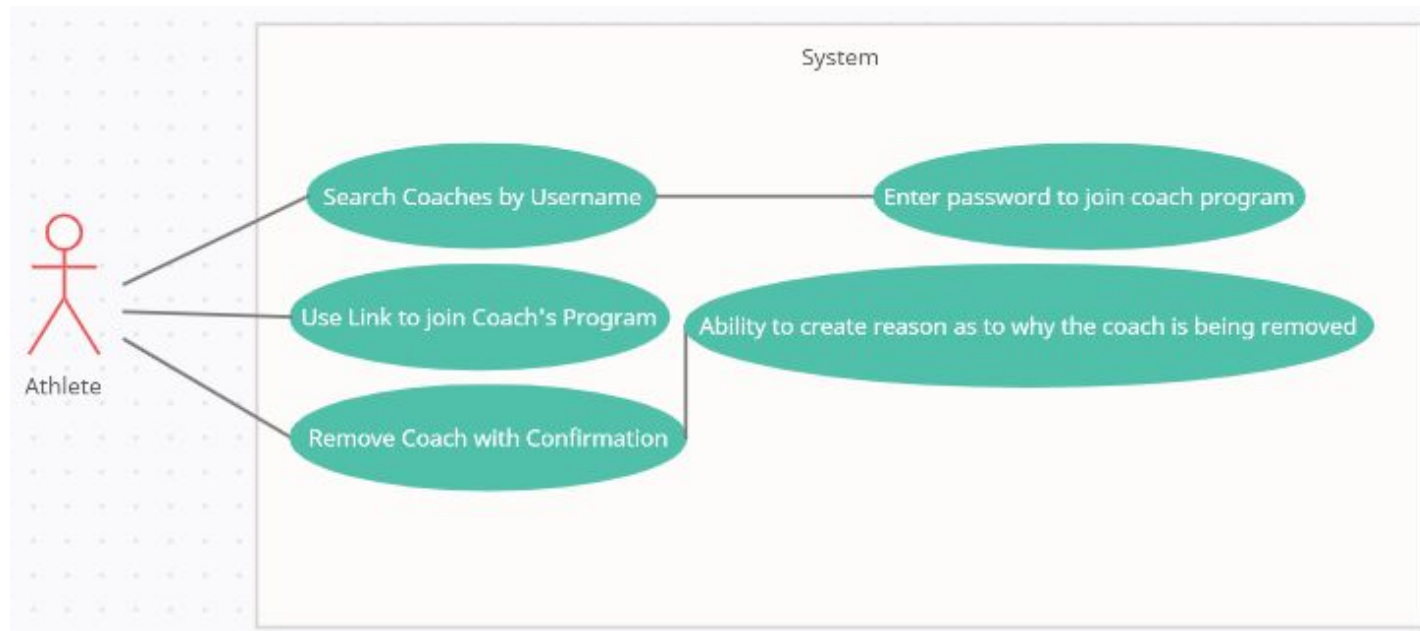 System
Search Coaches by Username
Enter password to join coach program
Use Link to join Coach's Program
Ability to create reason as to why the coach is being removed
Athlete
Remove Coach with Confirmation